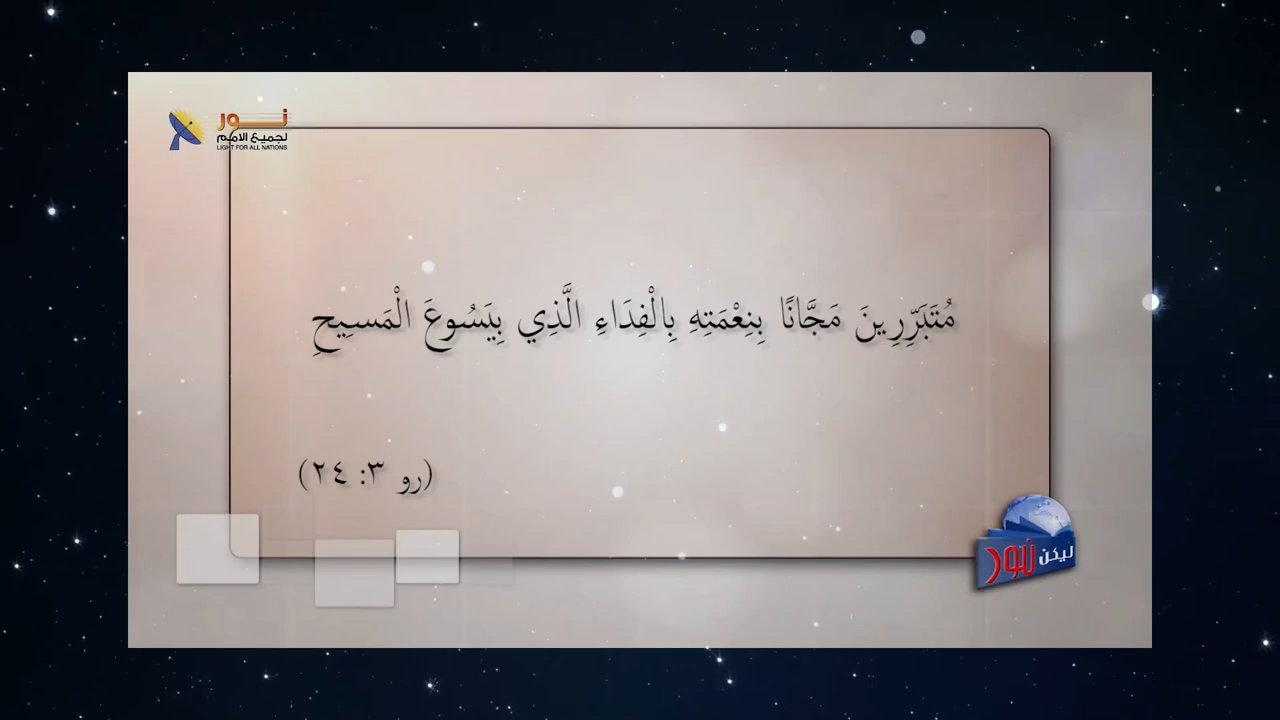 نور
لجميع الامم
LIGHT FOR ALL NATIONS
مُتَبَرِّرِينَ مَجَّانًا بِنِعْمَتِهِ بِالْفِدَاءِ الَّذِي بِيَسُوعَ الْمَسِيحِ
(رو ٣: ٢٤)
ليكن نور